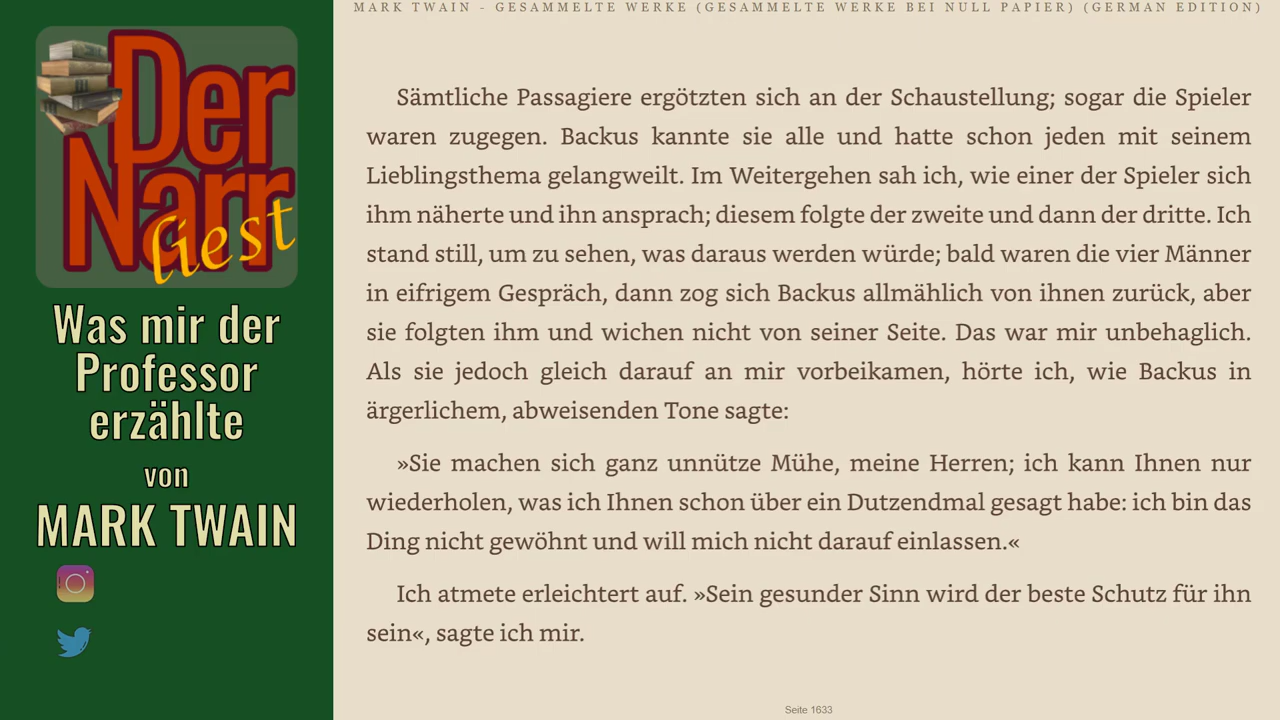 Der
Narr
liest
Was mir der
Professor
erzählte
von
MARK TWAIN
MARK TWAIN - GESAMMELTE WERKE (GESAMMELTE WERKE BEI NULL PAPIER) (GERMAN EDITION)
Sämtliche Passagiere ergötzten sich an der Schaustellung; sogar die Spieler
waren zugegen. Backus kannte sie alle und hatte schon jeden mit seinem
Lieblingsthema gelangweilt. Im Weitergehen sah ich, wie einer der Spieler sich
ihm näherte und ihn ansprach; diesem folgte der zweite und dann der dritte. Ich
stand still, um zu sehen, was daraus werden würde; bald waren die vier Männer
in eifrigem Gespräch, dann zog sich Backus allmählich von ihnen zurück, aber
sie folgten ihm und wichen nicht von seiner Seite. Das war mir unbehaglich.
Als sie jedoch gleich darauf an mir vorbeikamen, hörte ich, wie Backus in
ärgerlichem, abweisenden Tone sagte:
»Sie machen sich ganz unnütze Mühe, meine Herren; ich kann Ihnen nur
wiederholen, was ich Ihnen schon über ein Dutzendmal gesagt habe: ich bin das
Ding nicht gewöhnt und will mich nicht darauf einlassen.«
Ich atmete erleichtert auf. »Sein gesunder Sinn wird der beste Schutz für ihn
sein«, sagte ich mir.
Seite 1633